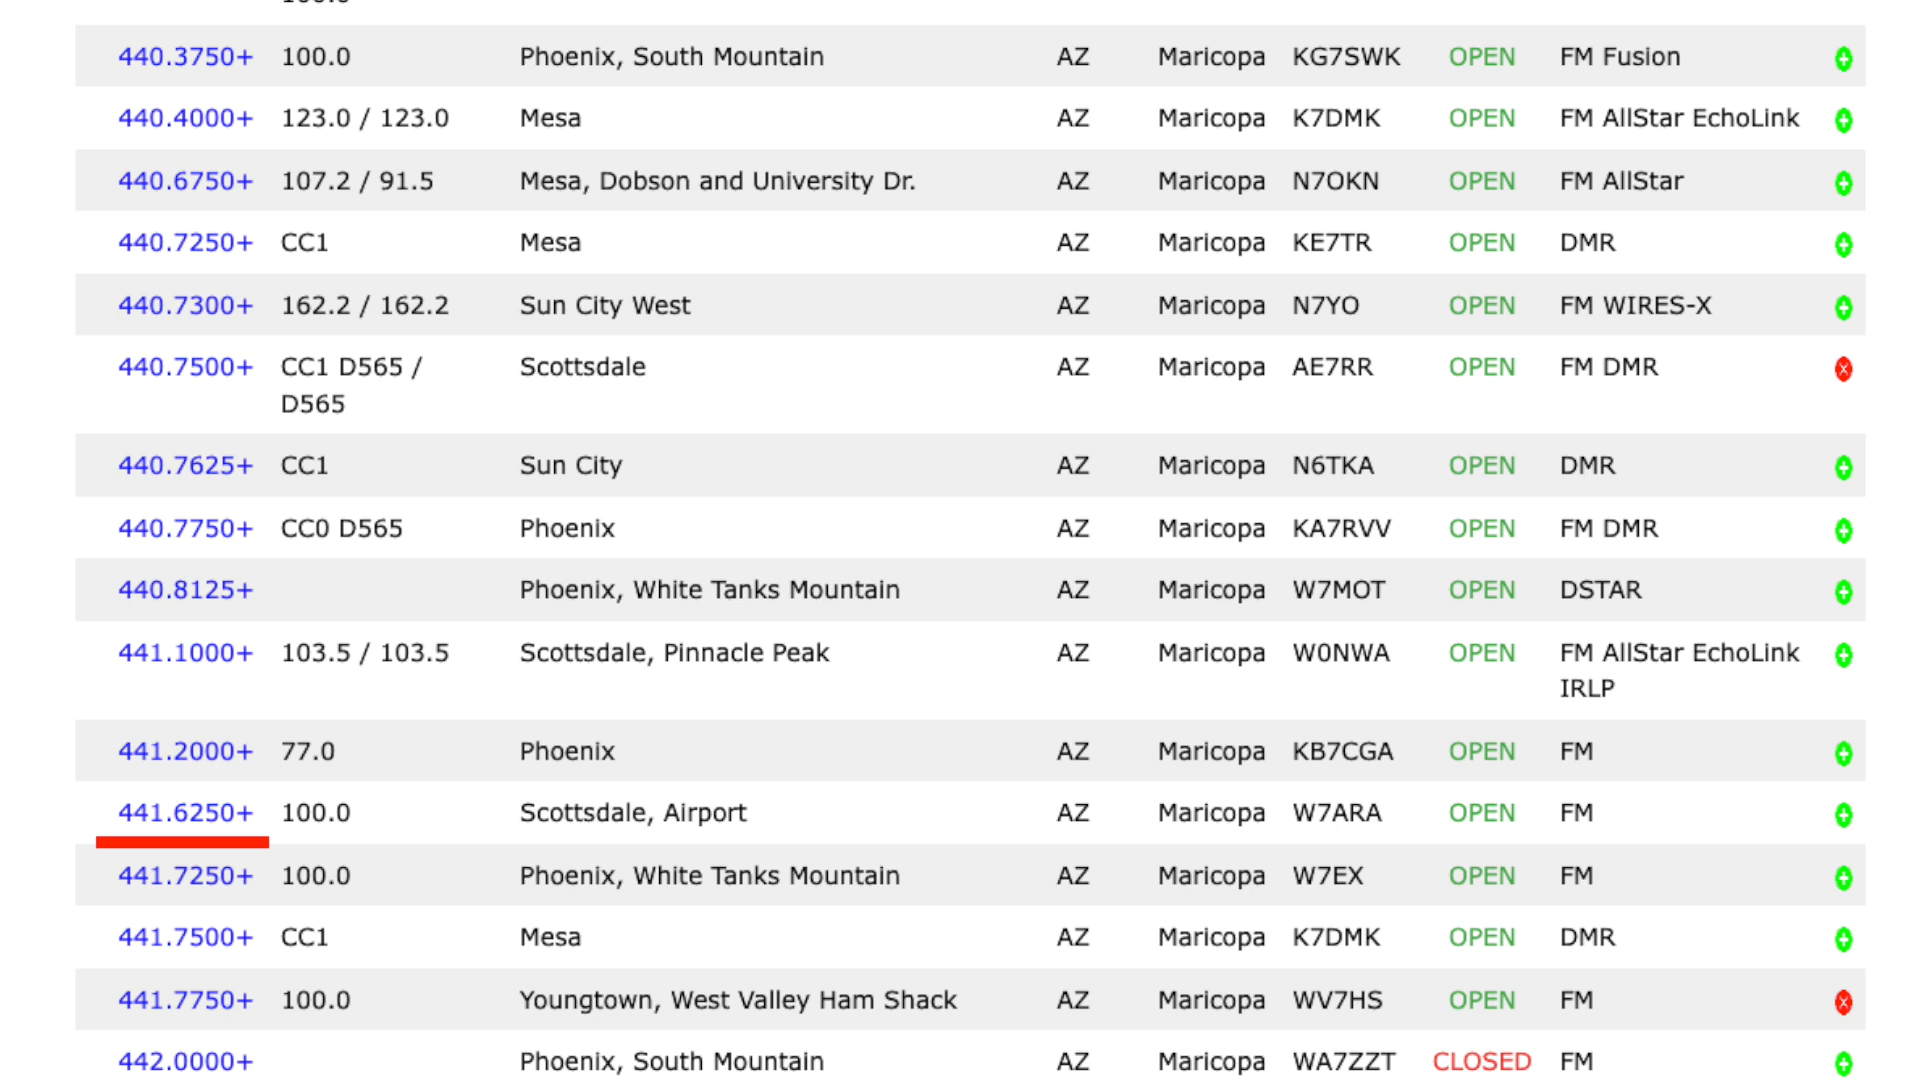 440.3750+ 100.0 Phoenix, South Mountain AZ Maricopa KG7SWK OPEN FM Fusion
440.4000+ 123.0 / 123.0 Mesa AZ Maricopa K7DMK OPEN FM AllStar EchoLink
440.6750+ 107.2 / 91.5 Mesa, Dobson and University Dr. AZ Maricopa N7OKN OPEN FM AllStar
440.7250+ CC1 Mesa AZ Maricopa KE7TR OPEN DMR
440.7300+ 162.2 / 162.2 Sun City West AZ Maricopa N7YO OPEN FM WIRES-X
440.7500+ CC1 D565 / Scottsdale AZ Maricopa AE7RR OPEN FM DMR
D565
440.7625+ CC1 Sun City AZ Maricopa N6TKA OPEN DMR
440.7750+ CC0 D565 Phoenix AZ Maricopa KA7RVV OPEN FM DMR
440.8125+ Phoenix, White Tanks Mountain AZ Maricopa W7MOT OPEN DSTAR
441.1000+ 103.5 / 103.5 Scottsdale, Pinnacle Peak AZ Maricopa W0NWA OPEN FM AllStar EchoLink
IRLP
441.2000+ 77.0 Phoenix AZ Maricopa KB7CGA OPEN FM
441.6250+ 100.0 Scottsdale, Airport AZ Maricopa W7ARA OPEN FM
441.7250+ 100.0 Phoenix, White Tanks Mountain AZ Maricopa W7EX OPEN FM
441.7500+ CC1 Mesa AZ Maricopa K7DMK OPEN DMR
441.7750+ 100.0 Youngtown, West Valley Ham Shack AZ Maricopa WV7HS OPEN FM
442.0000+ Phoenix, South Mountain AZ Maricopa WA7ZZT CLOSED FM